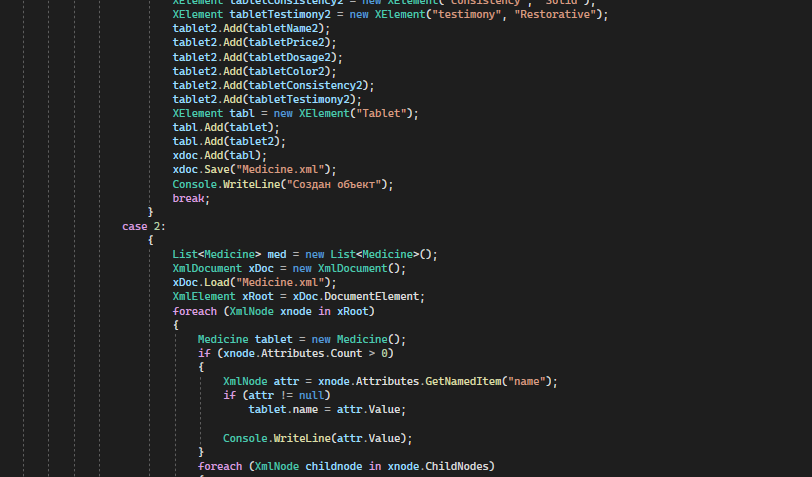 XElement tabletConsistency2 = new XElement("Consistency", "Solid");
XElement tabletTestimony2 = new XElement("testimony", "Restorative");
tablet2.Add(tabletName2);
tablet2.Add(tabletPrice2);
tablet2.Add(tabletDosage2);
tablet2.Add(tabletColor2);
tablet2.Add(tabletConsistency2);
tablet2.Add(tabletTestimony2);
XElement tabl = new XElement("Tablet");
tabl.Add(tablet);
tabl.Add(tablet2);
xdoc.Add(tabl);
xdoc.Save("Medicine.xml");
Console.WriteLine("Создан объект");
break;
}
case 2:
{
List<Medicine> med = new List<Medicine>();
XmlDocument xDoc = new XmlDocument();
xDoc.Load("Medicine.xml");
XmlElement xRoot = xDoc.DocumentElement;
foreach (XmlNode xnode in xRoot)
{
Medicine tablet = new Medicine();
if (xnode.Attributes.Count > 0)
{
XmlNode attr = xnode.Attributes.GetNamedItem("name");
if (attr != null)
tablet.name = attr.Value;
Console.WriteLine(attr.Value);
}
foreach (XmlNode childnode in xnode.ChildNodes)